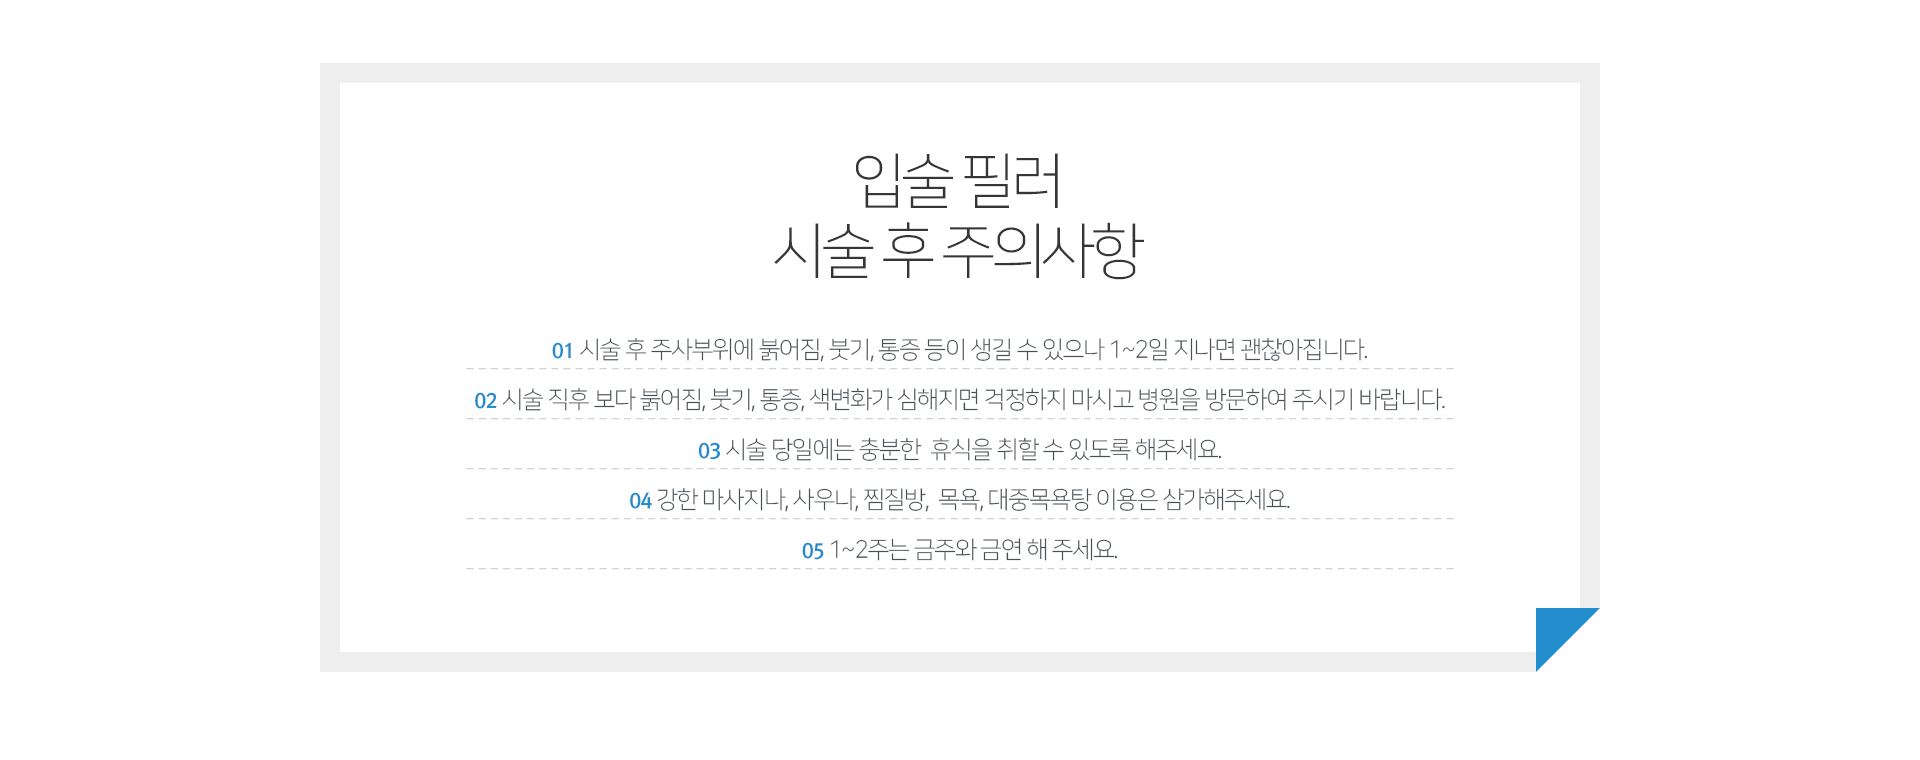 입술 필러
시술 후 주의사항
01 시술 후 주사부위에 붉어짐, 붓기, 통증 등이 생길 수 있으나 1~2일 지나면 괜찮아집니다.
02 시술 직후 보다 붉어짐, 붓기, 통증, 색변화가 심해지면 걱정하지 마시고 병원을 방문하여 주시기 바랍니다.
03 시술 당일에는 충분한  휴식을 취할 수 있도록 해주세요.
04 강한 마사지나, 사우나, 찜질방,  목욕, 대중목욕탕 이용은 삼가해주세요.
05 1~2주는 금주와 금연 해 주세요.